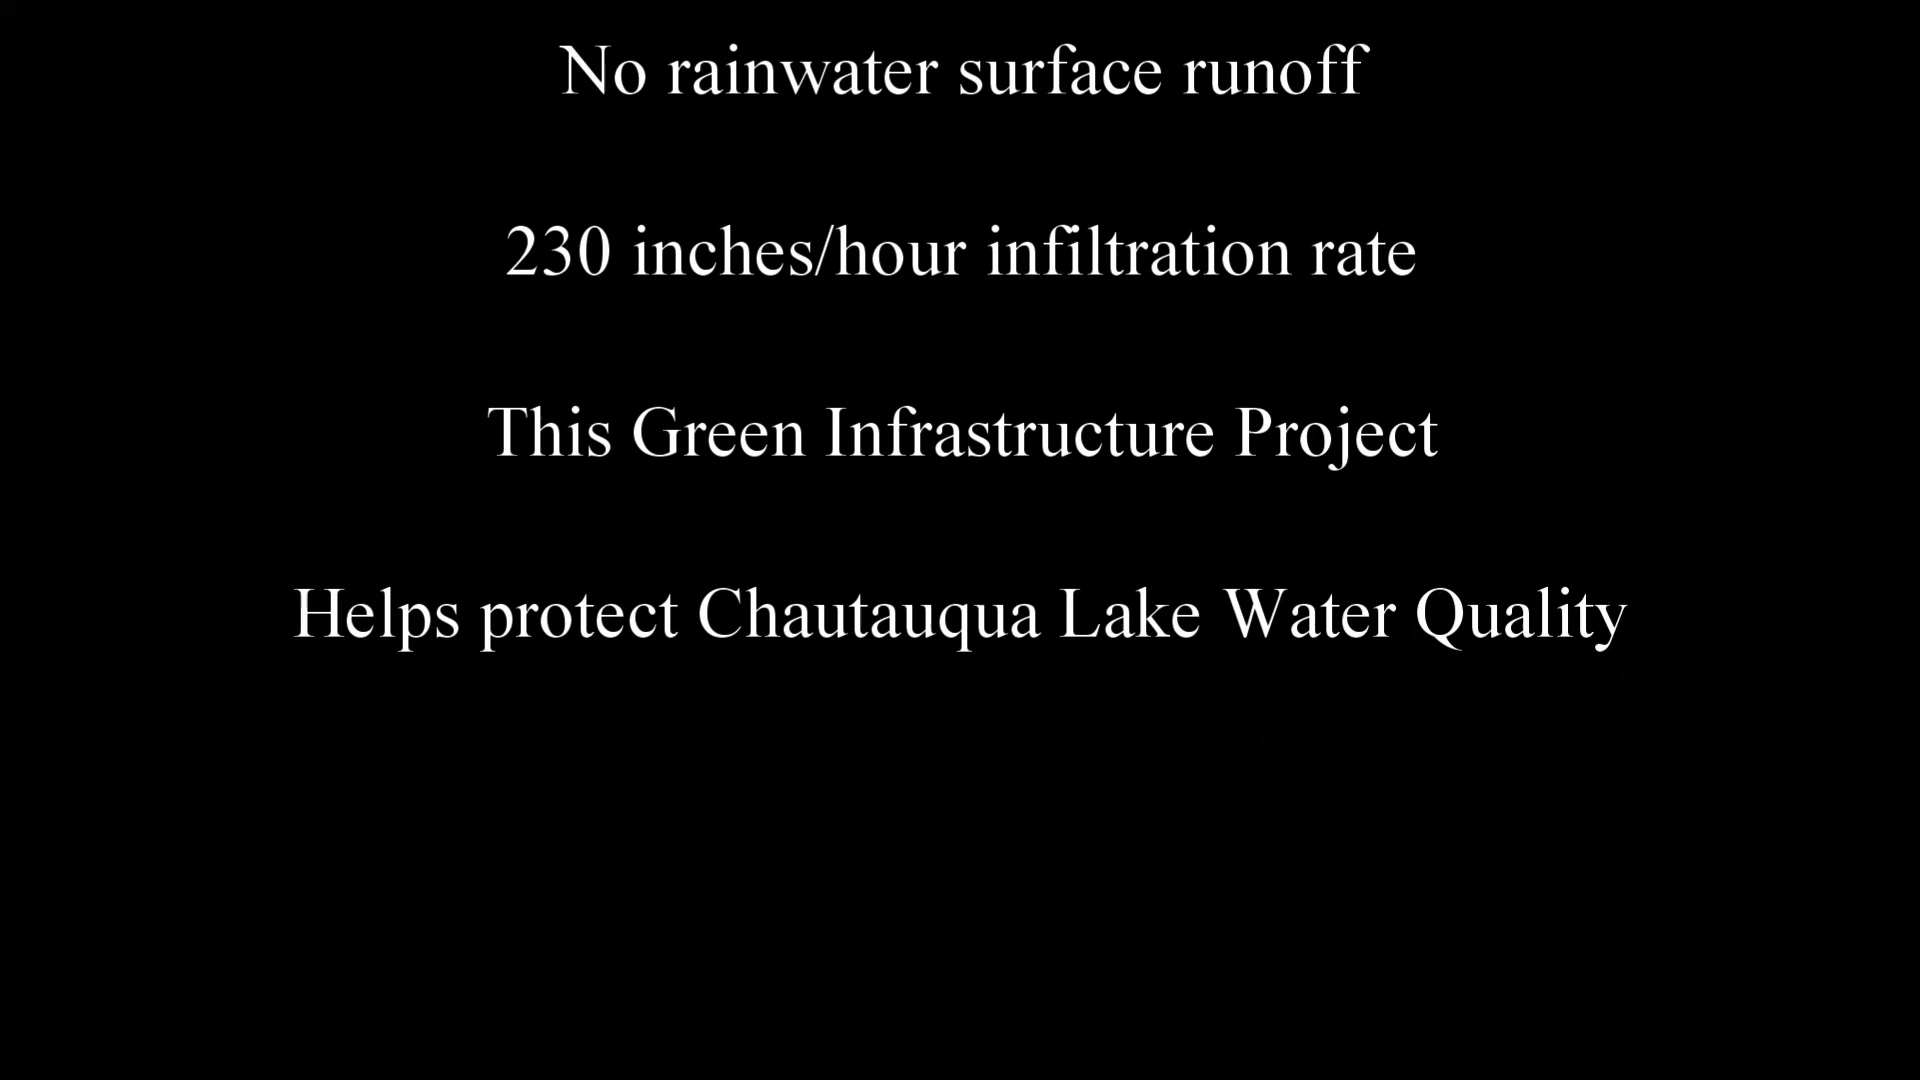 No rainwater surface runoff
230 inches/hour infiltration rate
This Green Infrastructure Project
Helps protect Chautauqua Lake Water Quality